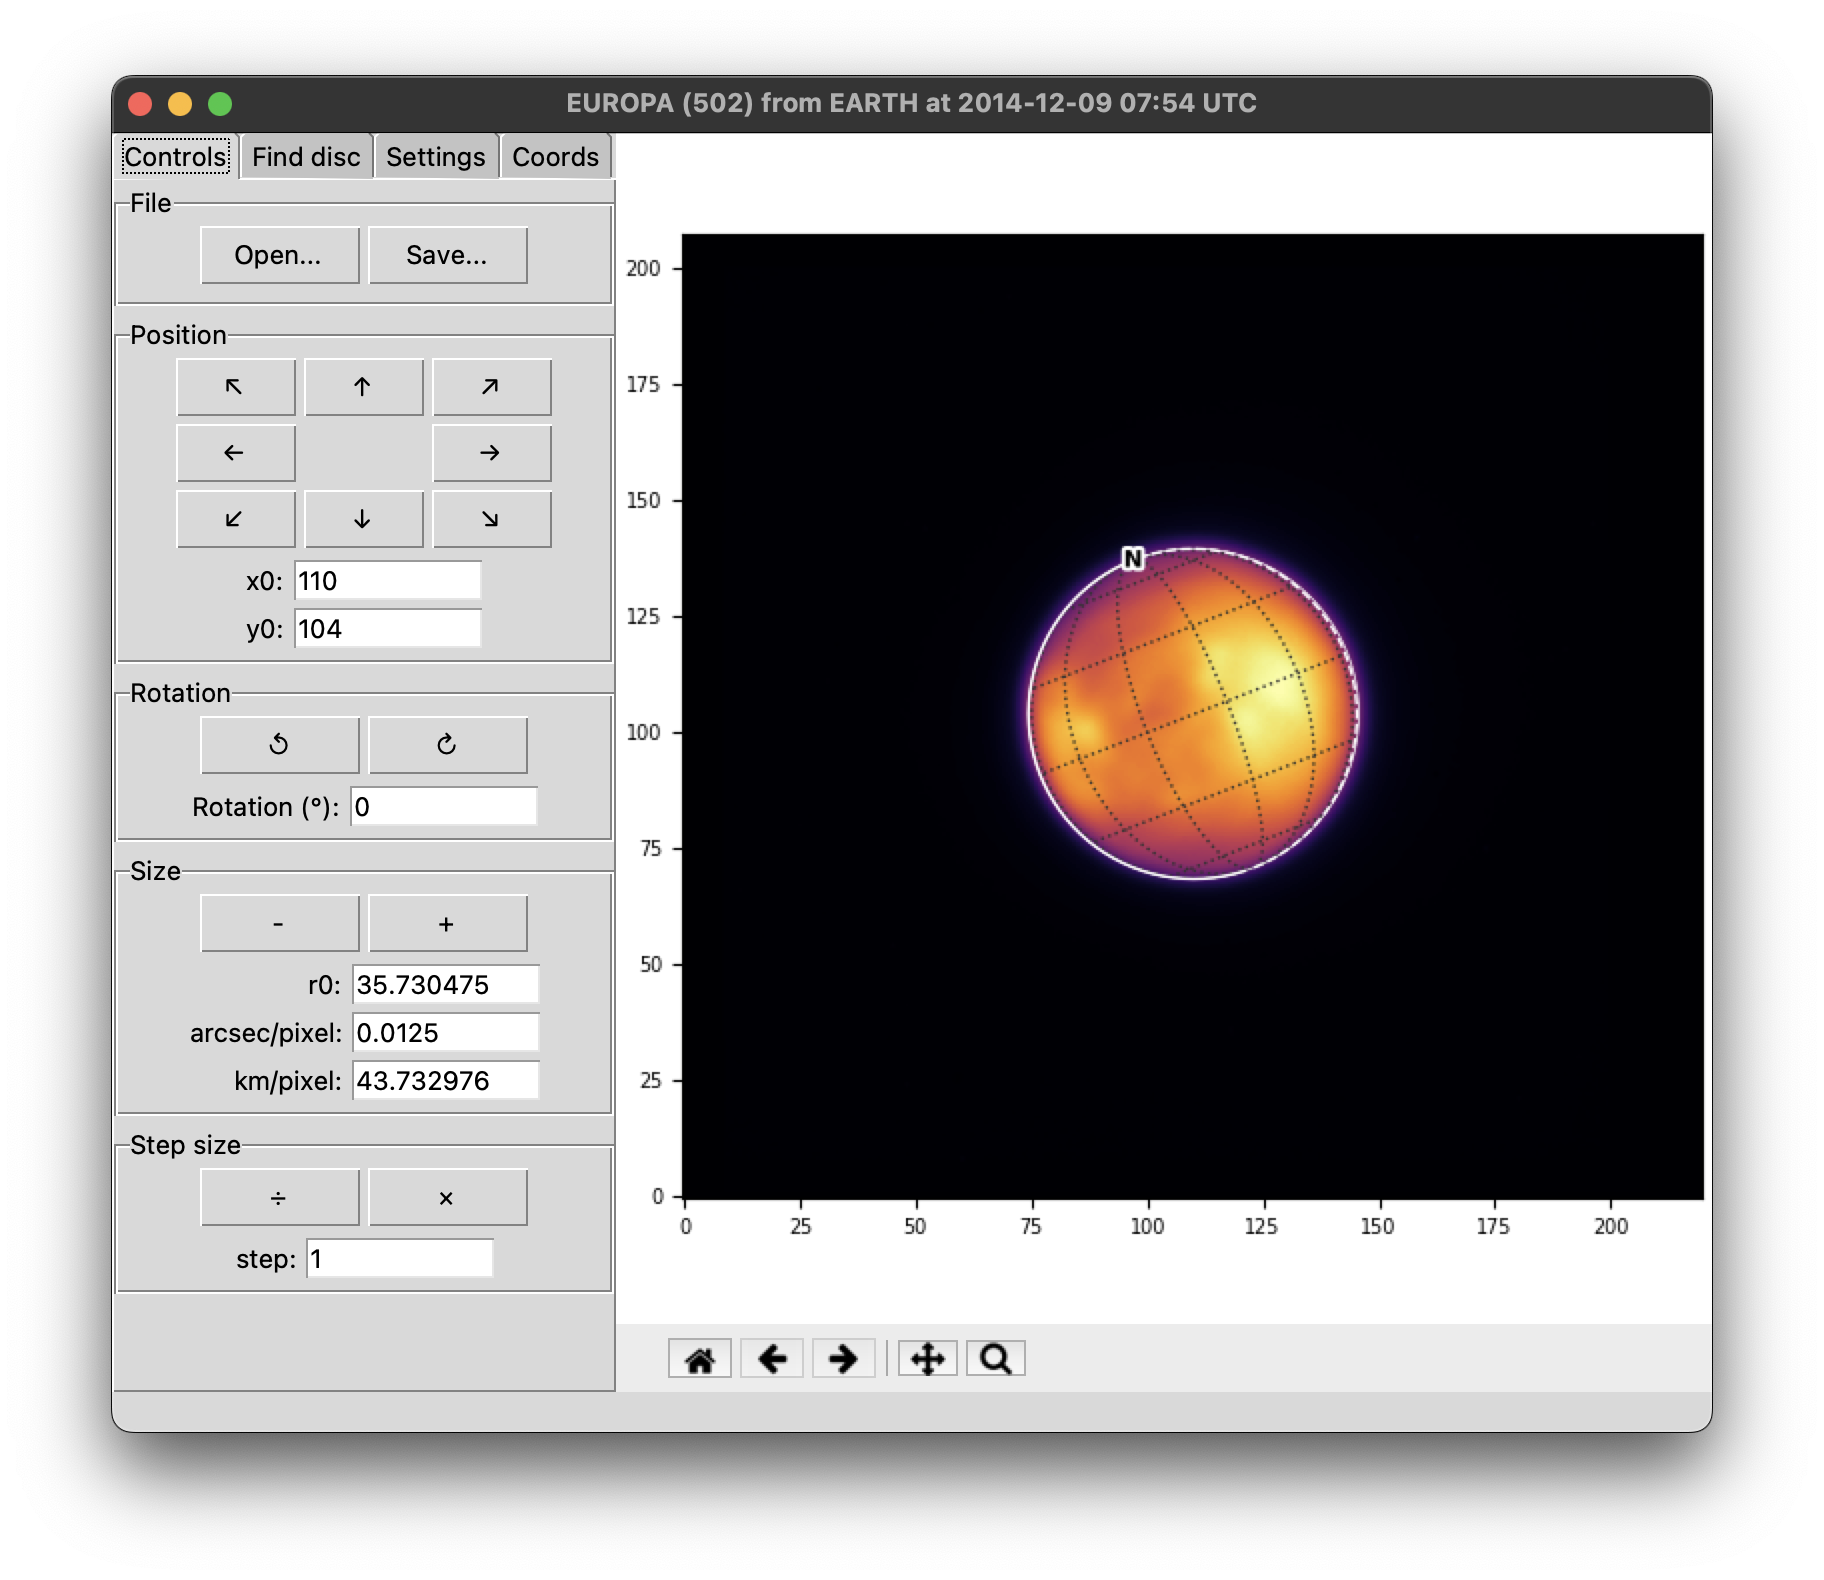 EUROPA (502) from EARTH at 2014-12-09 07:54 UTC
Controls Find disc Settings Coords
File
Open... Save...
Position
↖ ↑ ↗
← →
↙ ↓ ↘
x0: 110
y0: 104
Rotation
↺ ↻
Rotation (°): 0
Size
- +
r0: 35.730475
arcsec/pixel: 0.0125
km/pixel: 43.732976
Step size
÷ ×
step: 1
200
175
150
125
100
75
50
25
0
0 25 50 75 100 125 150 175 200
N